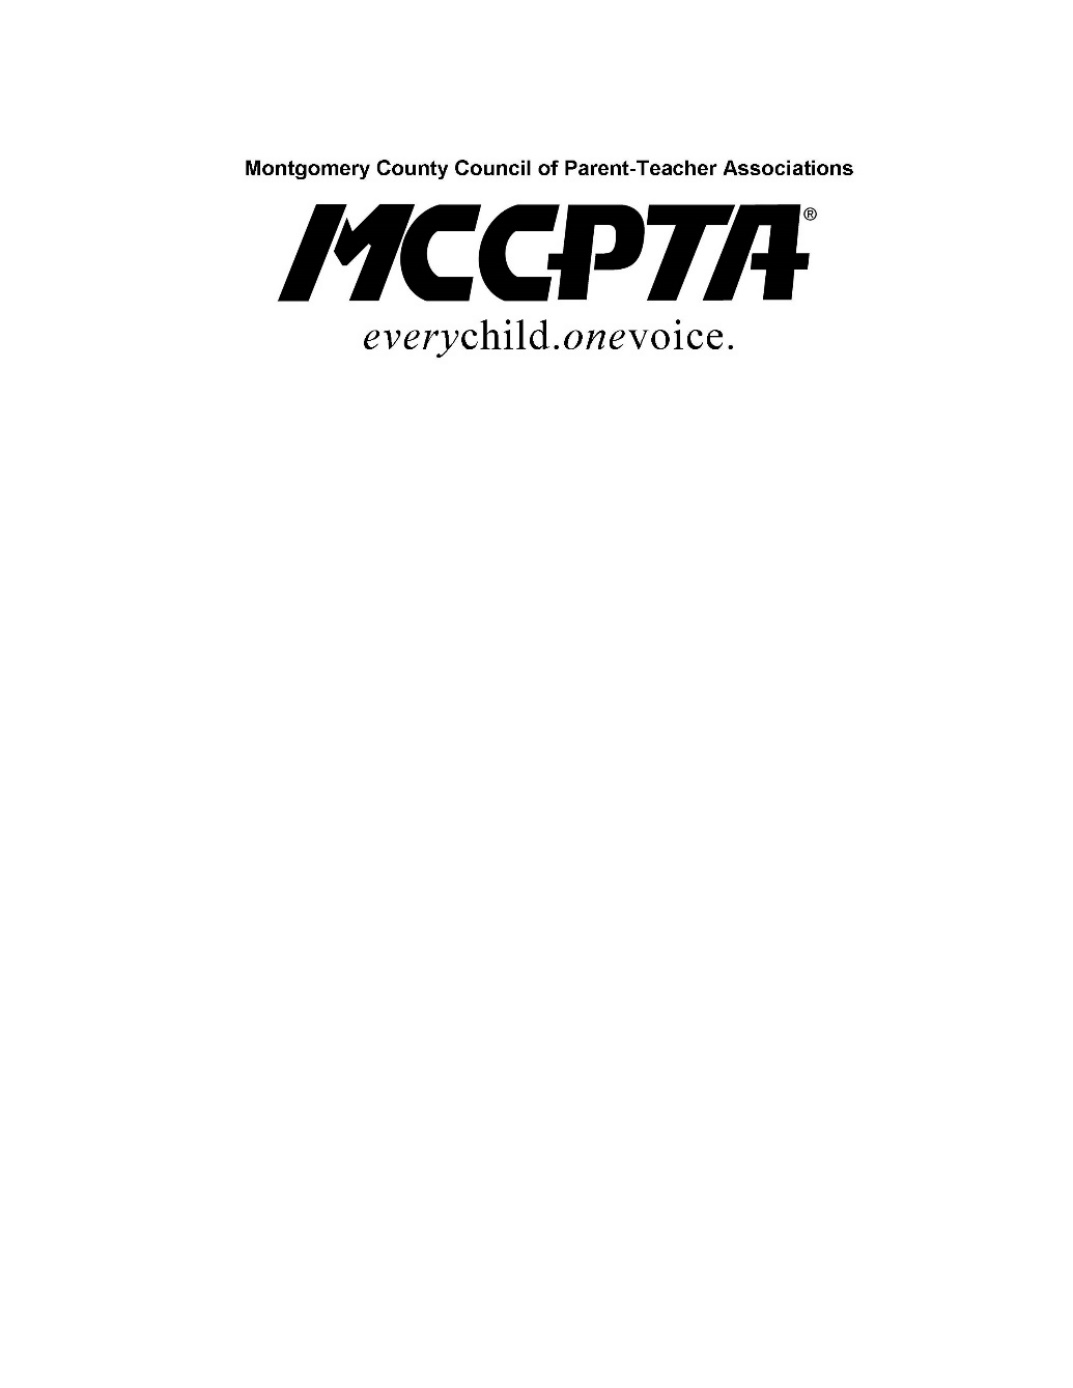 Montgomery County Council of Parent-Teacher Associations
MCCPTA®
everychild.onevoice.